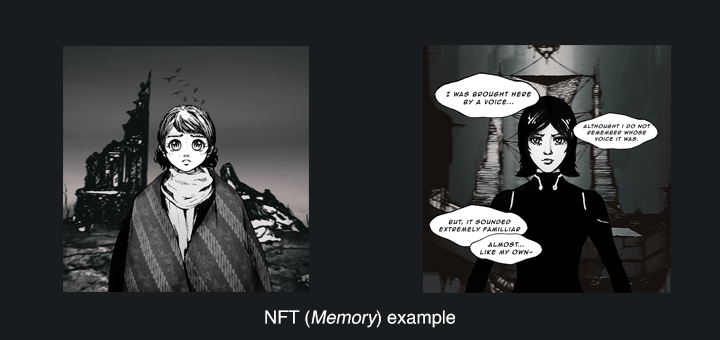 I WAS BROUGHT HERE
BY A VOICE...
ALTHOUGHT I DO NOT
REMEMBER WHOSE
VOICE IT WAS.
BUT, IT SOUNDED
EXTREMELY FAMILLIAR
ALMOST...
LIKE MY OWN-
NFT (Memory) example